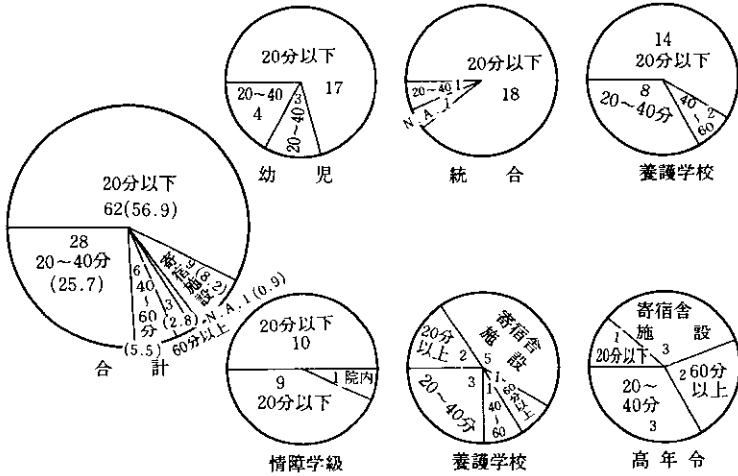 20分以下
17
20~40
4
3
20~40
幼児
20分以下
18
20~40
1
N.A.1
統合
14
20分以下
8
20~40分
40~60
2
養護学校
20分以下
62(56.9)
28
20~40分
(25.7)
6
40~60分
(5.5)
3
(2.8)
60分以上
N.A.1(0.9)
9(8.2)
寄宿施設
合計
20分以下
10
9
20分以下
1院内
情障学級
寄宿舎
施設
5
20分以上
2
3
20~40分
1
40~60
1
60分以上
養護学校
寄宿舎
施設
3
1
20分以下
2
60分以上
20~40分
3
高年令